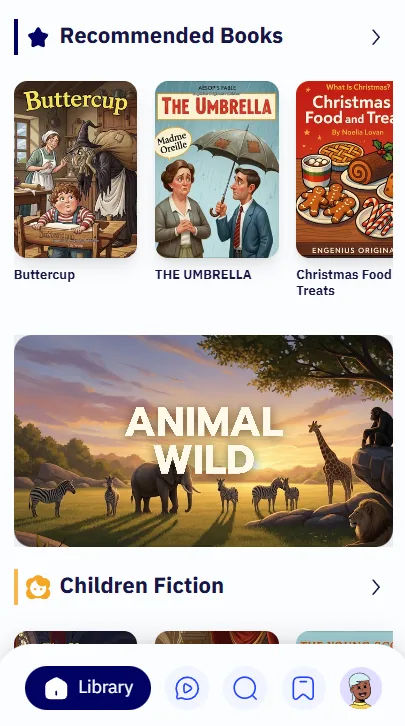 Recommended Books
Buttercup
AESOP'S FABLE
THE UMBRELLA
Madme
Oreille
What Is Christmas?
Christmas
Food and Trea
By Noelia Lovan
ENGENIUS ORIGINA
Buttercup
THE UMBRELLA
Christmas Food
Treats
ANIMAL
WILD
Children Fiction
Library